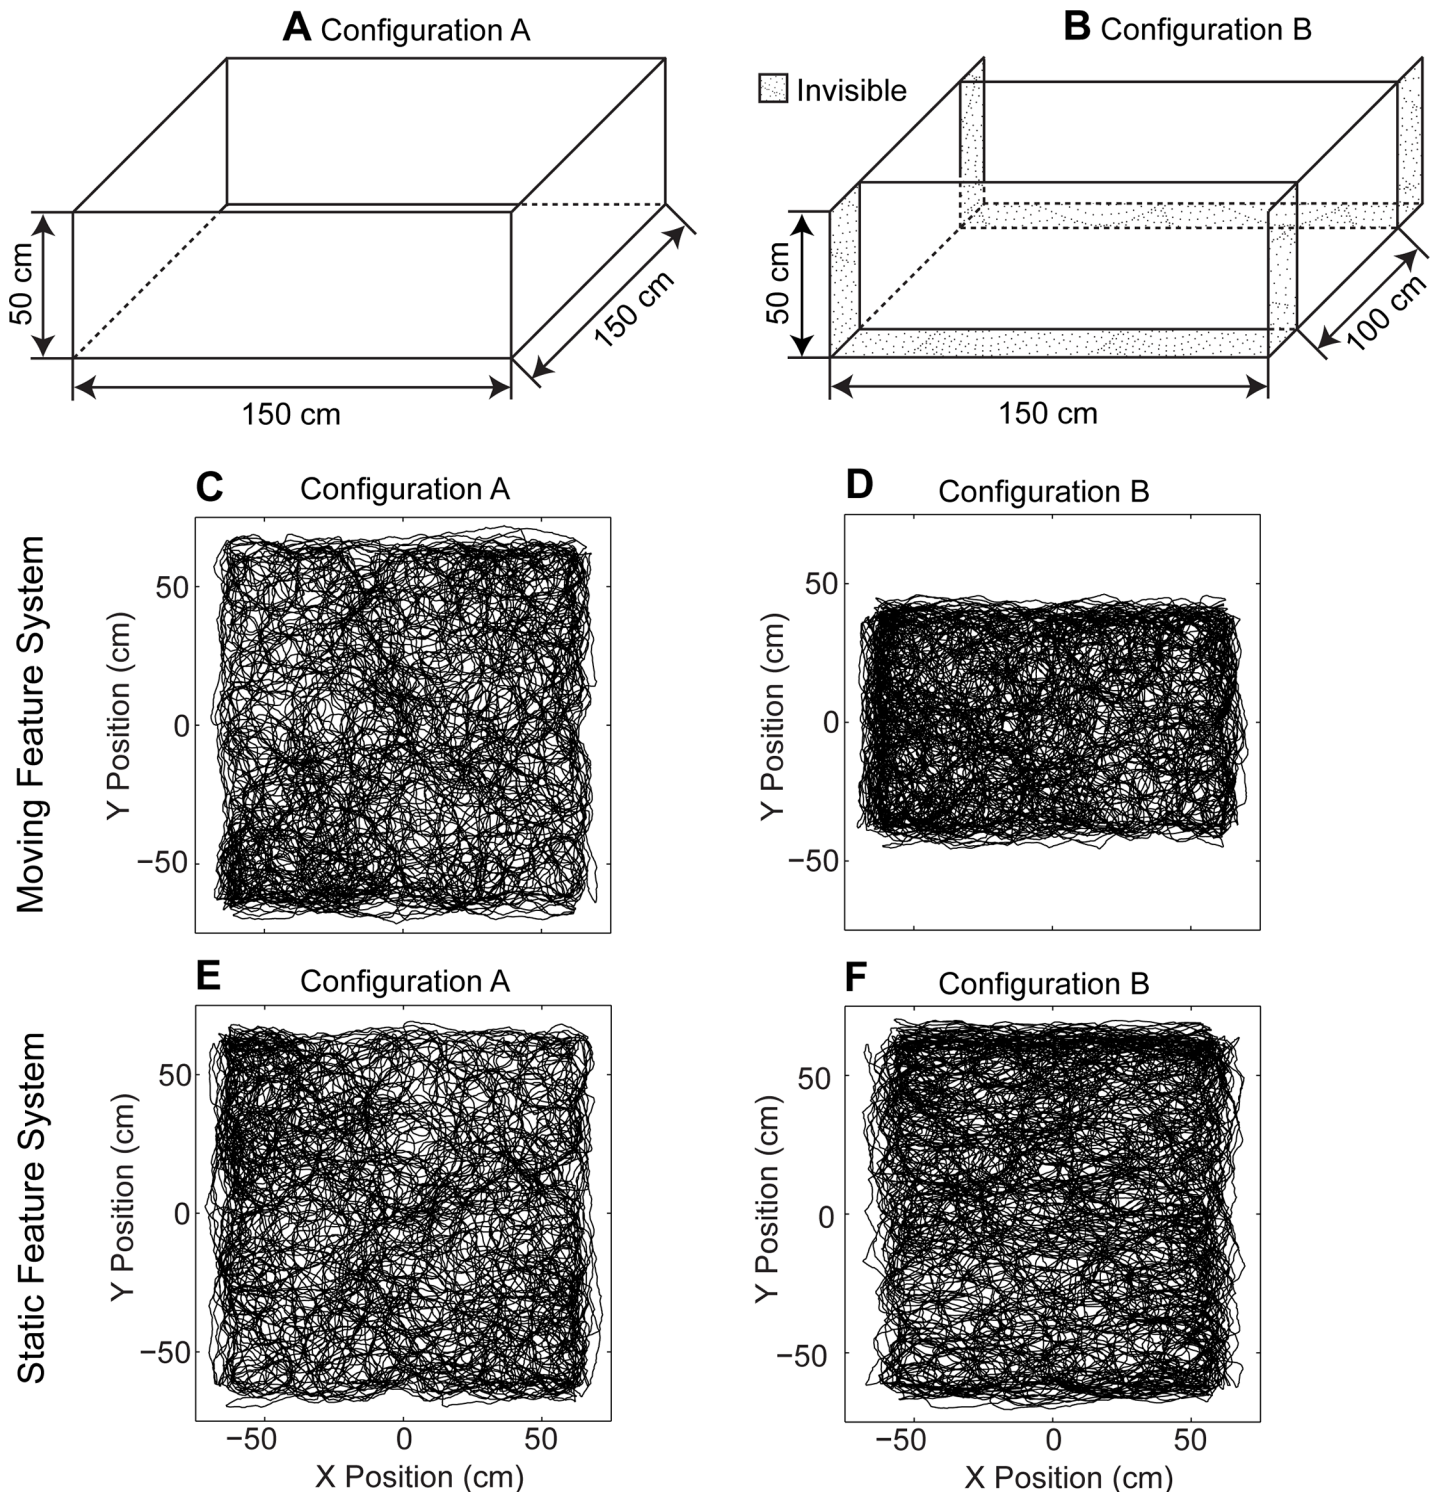 A Configuration A
50 cm
150 cm
150 cm
B Configuration B
Invisible
50 cm
100 cm
150 cm
Moving Feature System
C Configuration A
Y Position (cm)
50
0
−50
D Configuration B
Y Position (cm)
50
0
−50
Static Feature System
E Configuration A
Y Position (cm)
50
0
−50
−50 0 50
X Position (cm)
F Configuration B
Y Position (cm)
50
0
−50
−50 0 50
X Position (cm)